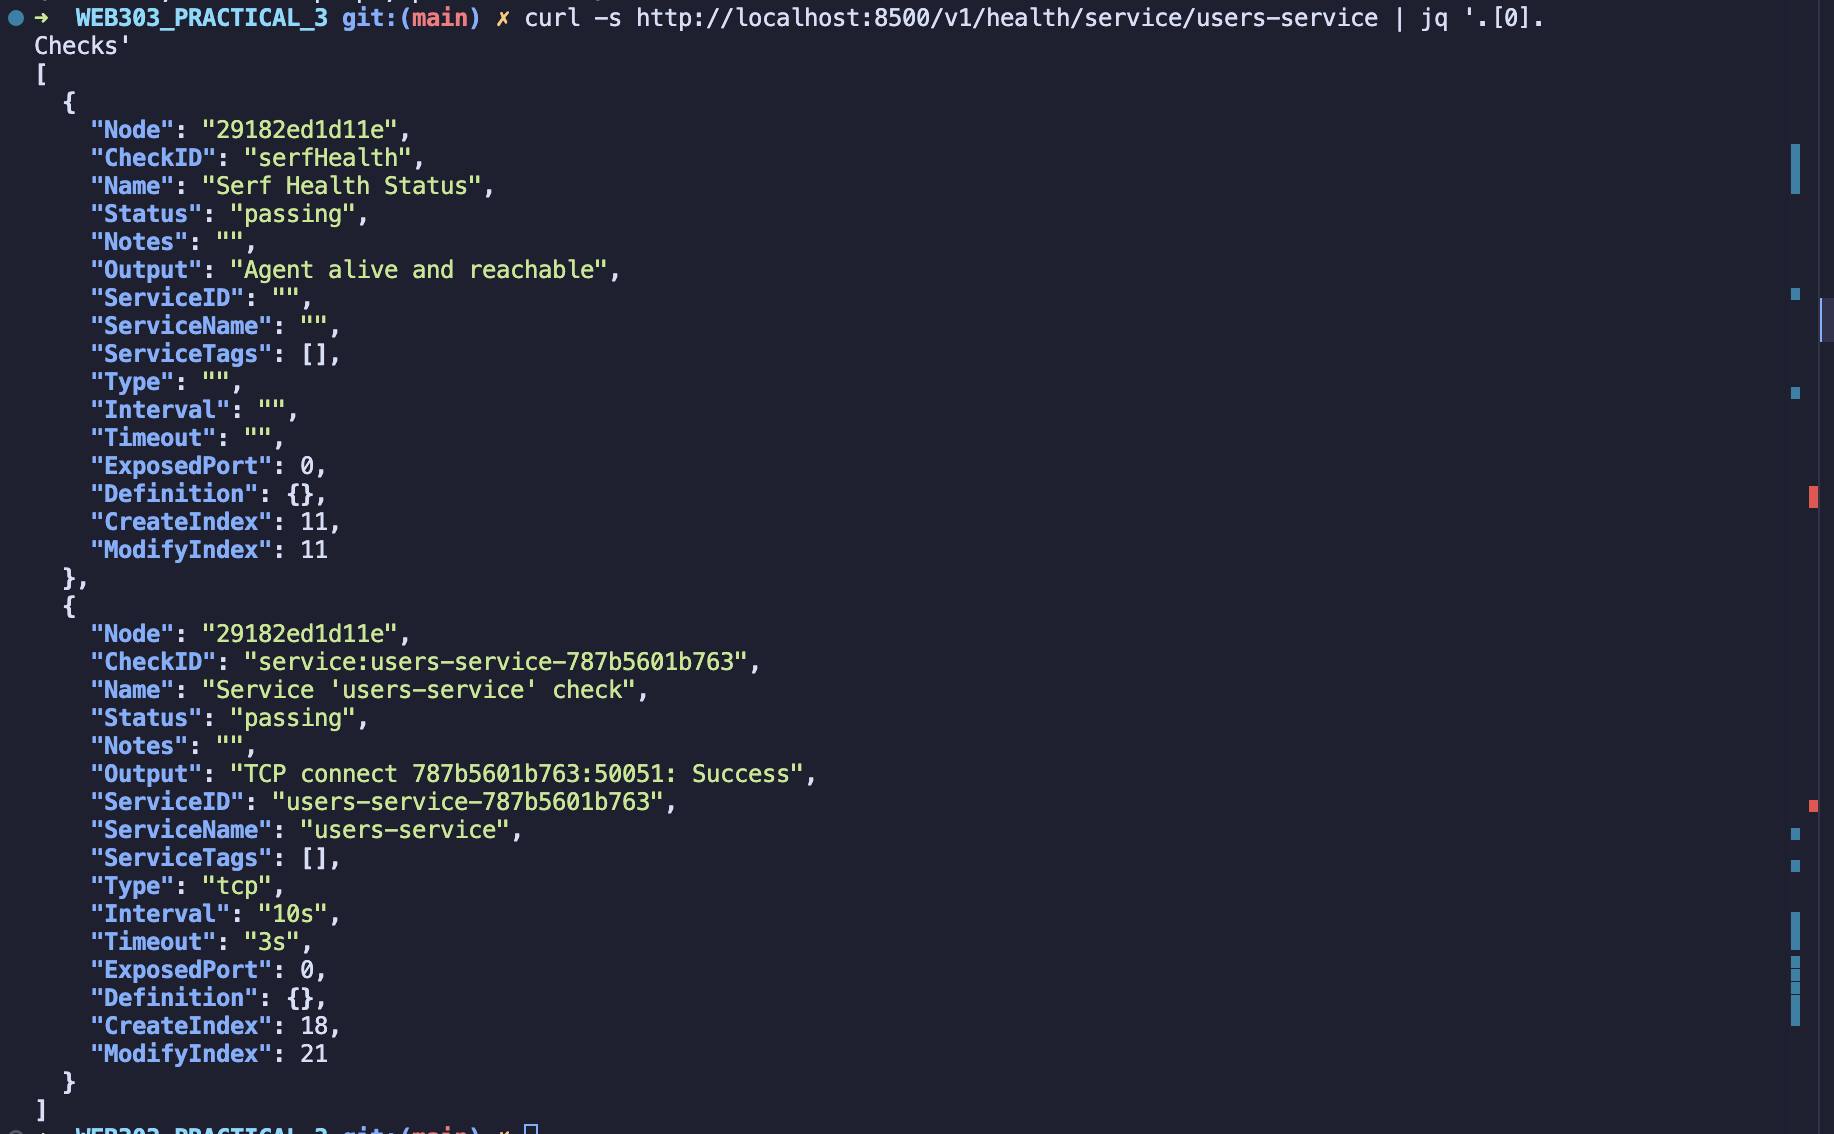 ➜  WEB303_PRACTICAL_3 git:(main) ✗ curl -s http://localhost:8500/v1/health/service/users-service | jq '.[0].
Checks'
[
  {
    "Node": "29182ed1d11e",
    "CheckID": "serfHealth",
    "Name": "Serf Health Status",
    "Status": "passing",
    "Notes": "",
    "Output": "Agent alive and reachable",
    "ServiceID": "",
    "ServiceName": "",
    "ServiceTags": [],
    "Type": "",
    "Interval": "",
    "Timeout": "",
    "ExposedPort": 0,
    "Definition": {},
    "CreateIndex": 11,
    "ModifyIndex": 11
  },
  {
    "Node": "29182ed1d11e",
    "CheckID": "service:users-service-787b5601b763",
    "Name": "Service 'users-service' check",
    "Status": "passing",
    "Notes": "",
    "Output": "TCP connect 787b5601b763:50051: Success",
    "ServiceID": "users-service-787b5601b763",
    "ServiceName": "users-service",
    "ServiceTags": [],
    "Type": "tcp",
    "Interval": "10s",
    "Timeout": "3s",
    "ExposedPort": 0,
    "Definition": {},
    "CreateIndex": 18,
    "ModifyIndex": 21
  }
]
WEB303_PRACTICAL_3 git:(main) ✗